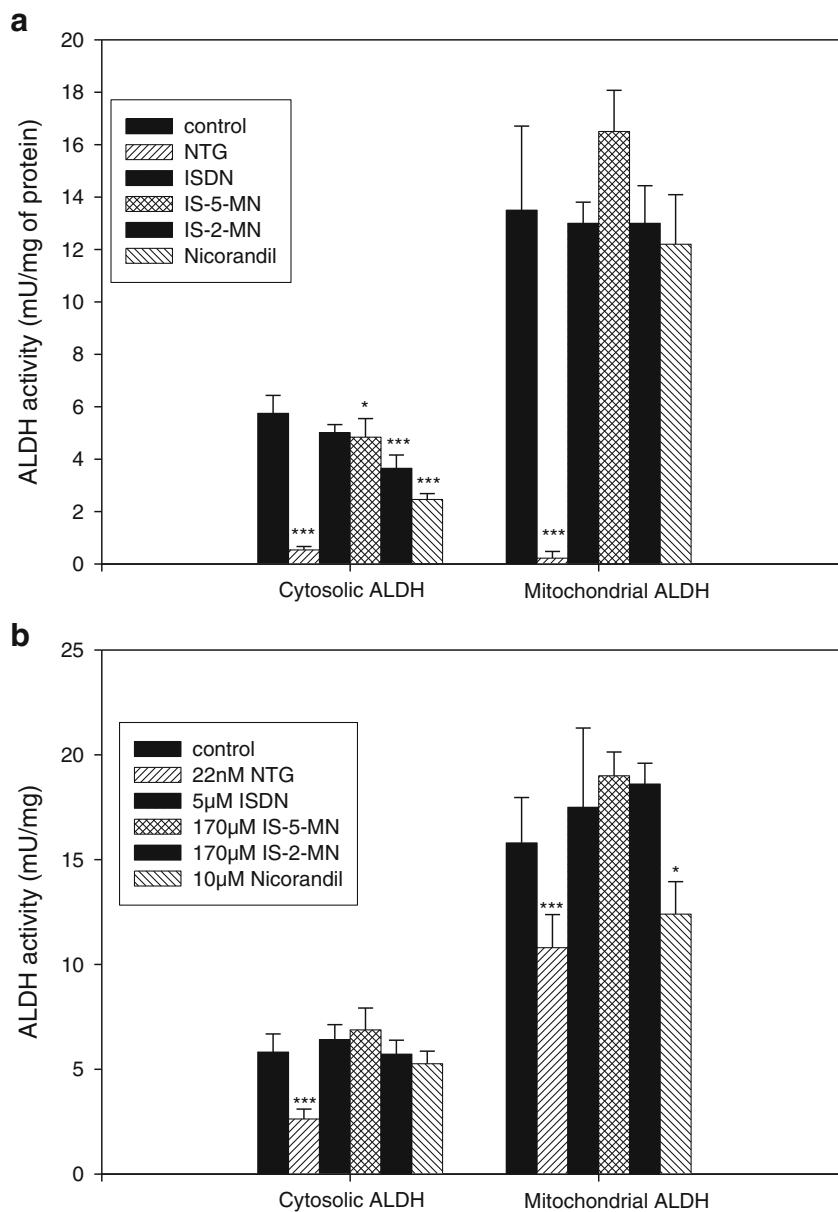 a
20
18
16
14
12
10
8
6
4
2
0
ALDH activity (mU/mg of protein)
control
NTG
ISDN
IS-5-MN
IS-2-MN
Nicorandil
***
*
***
***
***
Cytosolic ALDH
Mitochondrial ALDH
b
25
20
15
10
5
0
ALDH activity (mU/mg)
control
22nM NTG
5µM ISDN
170µM IS-5-MN
170µM IS-2-MN
10µM Nicorandil
***
***
*
Cytosolic ALDH
Mitochondrial ALDH